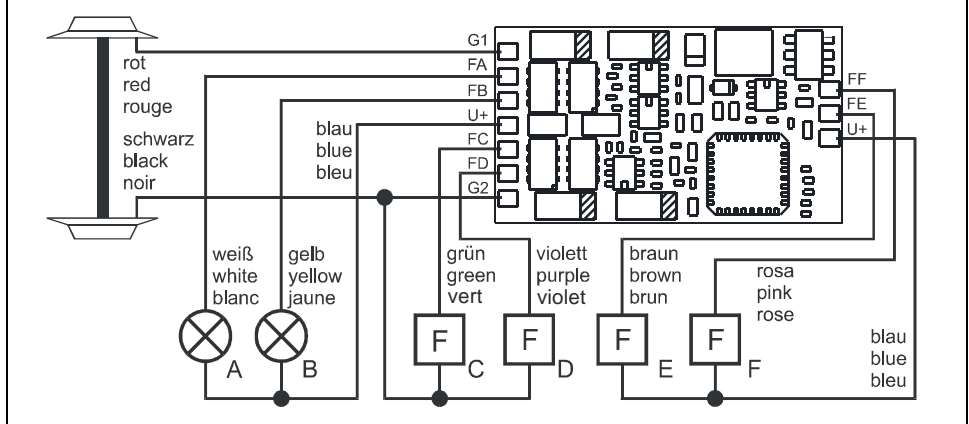 G1
FA
FB
U+
FC
FD
G2
FF
FE
U+
rot
red
rouge
schwarz
black
noir
blau
blue
bleu
weiß
white
blanc
gelb
yellow
jaune
grün
green
vert
violett
purple
violet
braun
brown
brun
rosa
pink
rose
blau
blue
bleu
A
B
F
C
F
D
F
E
F
F